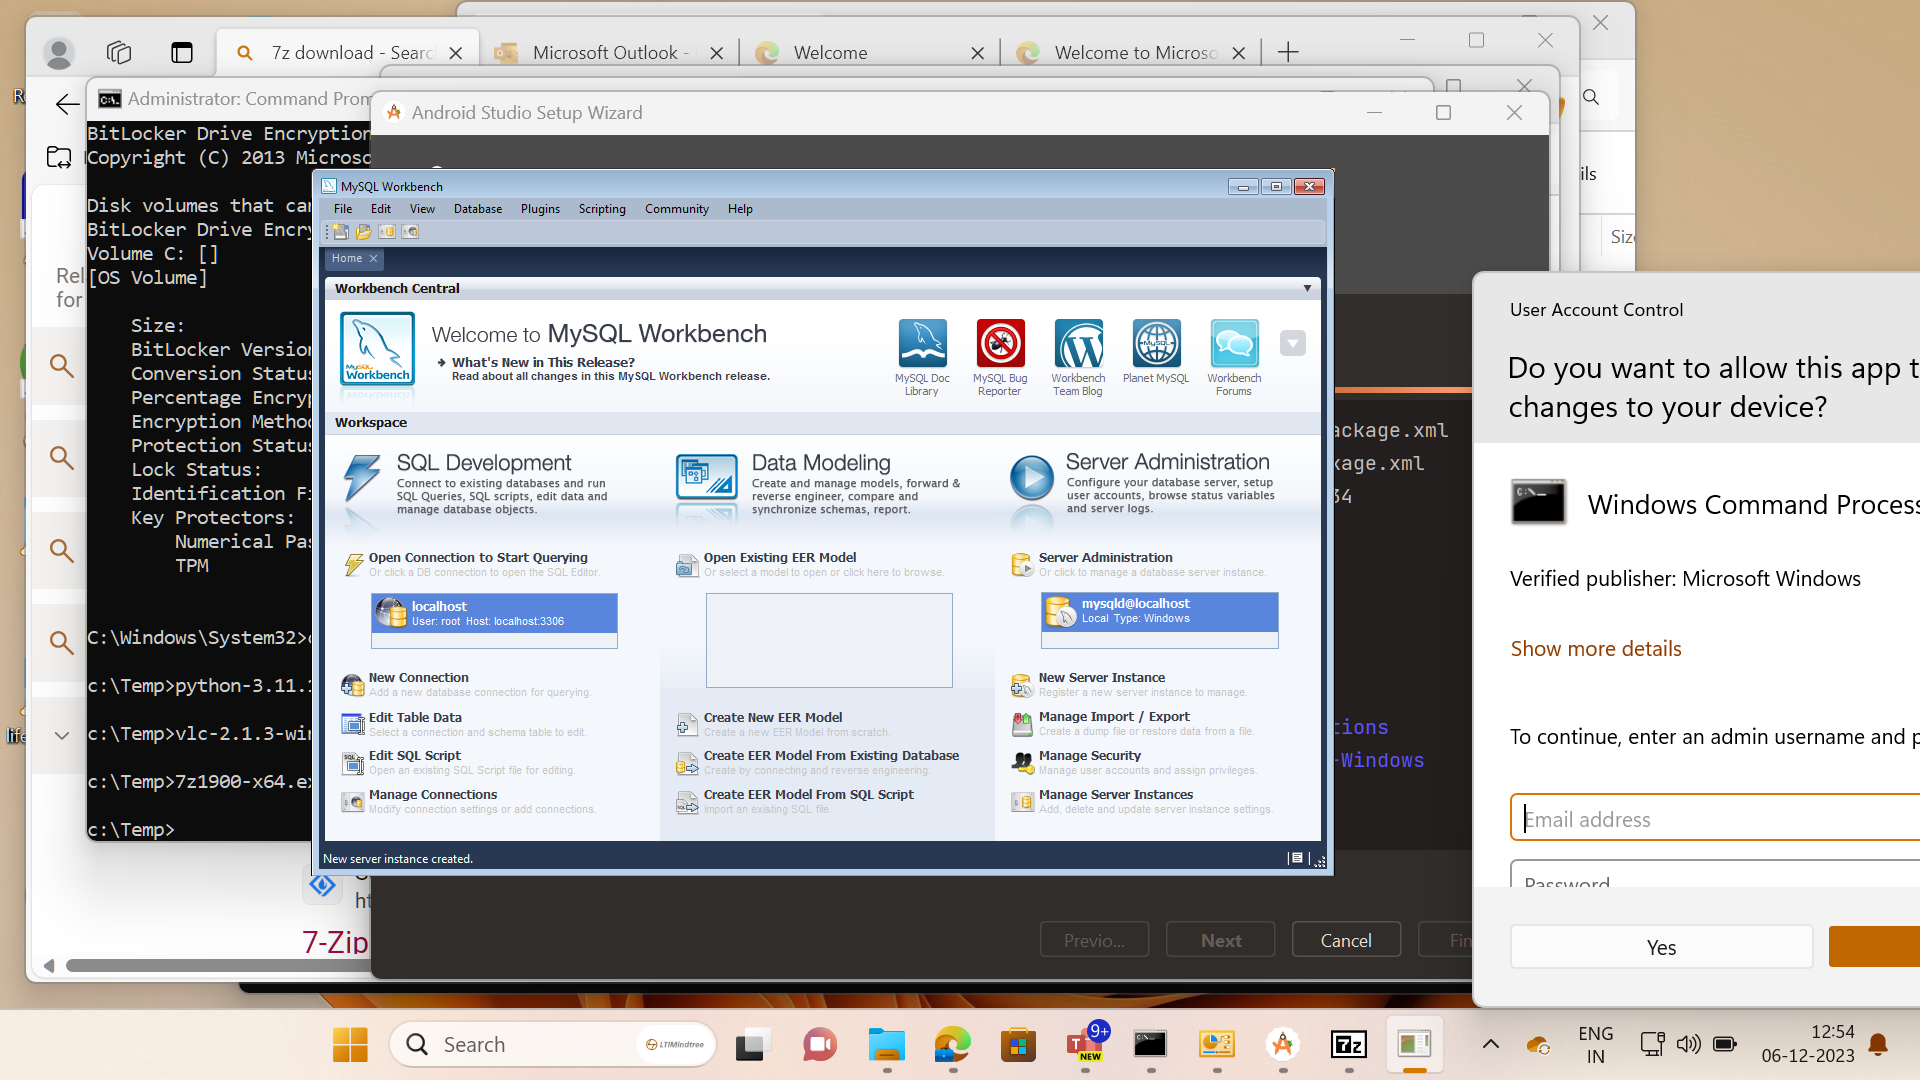 7z download - Searc
Microsoft Outlook -
Welcome
Welcome to Microso
Administrator: Command Prom
Android Studio Setup Wizard
BitLocker Drive Encryption
Copyright (C) 2013 Microso
Disk volumes that can
BitLocker Drive Encry
Volume C: []
[OS Volume]
Size:
BitLocker Version
Conversion Status
Percentage Encryp
Encryption Method
Protection Status
Lock Status:
Identification Fi
Key Protectors:
Numerical Pas
TPM
C:\Windows\System32>
c:\Temp>python-3.11.
c:\Temp>vlc-2.1.3-win
c:\Temp>7z1900-x64.ex
c:\Temp>
Rel
for
7-Zip
ils
Size
MySQL Workbench
File Edit View Database Plugins Scripting Community Help
Home
Workbench Central
Welcome to MySQL Workbench
What's New in This Release?
Read about all changes in this MySQL Workbench release.
MySQL Workbench
MySQL Doc Library
MySQL Bug Reporter
Workbench Team Blog
Planet MySQL
Workbench Forums
Workspace
SQL Development
Connect to existing databases and run
SQL Queries, SQL scripts, edit data and
manage database objects.
Data Modeling
Create and manage models, forward &
reverse engineer, compare and
synchronize schemas, report.
Server Administration
Configure your database server, setup
user accounts, browse status variables
and server logs.
Open Connection to Start Querying
Or click a DB connection to open the SQL Editor.
localhost
User: root Host: localhost:3306
New Connection
Add a new database connection for querying.
Edit Table Data
Select a connection and schema table to edit.
Edit SQL Script
Open an existing SQL Script file for editing.
Manage Connections
Modify connection settings or add connections.
Open Existing EER Model
Or select a model to open or click here to browse.
Create New EER Model
Create a new EER Model from scratch.
Create EER Model From Existing Database
Create by connecting and reverse engineering.
Create EER Model From SQL Script
Import an existing SQL file.
Server Administration
Or click to manage a database server instance.
mysqld@localhost
Local Type: Windows
New Server Instance
Register a new server instance to manage.
Manage Import / Export
Create a dump file or restore data from a file.
Manage Security
Manage user accounts and assign privileges.
Manage Server Instances
Add, delete and update server instance settings.
New server instance created.
ackage.xml
kage.xml
34
tions
-Windows
Previo...
Next
Cancel
Fin
User Account Control
Do you want to allow this app t
changes to your device?
Windows Command Process
Verified publisher: Microsoft Windows
Show more details
To continue, enter an admin username and p
Email address
Password
Yes
Search
LTIMindtree
9+
NEW
7z
ENG
IN
12:54
06-12-2023